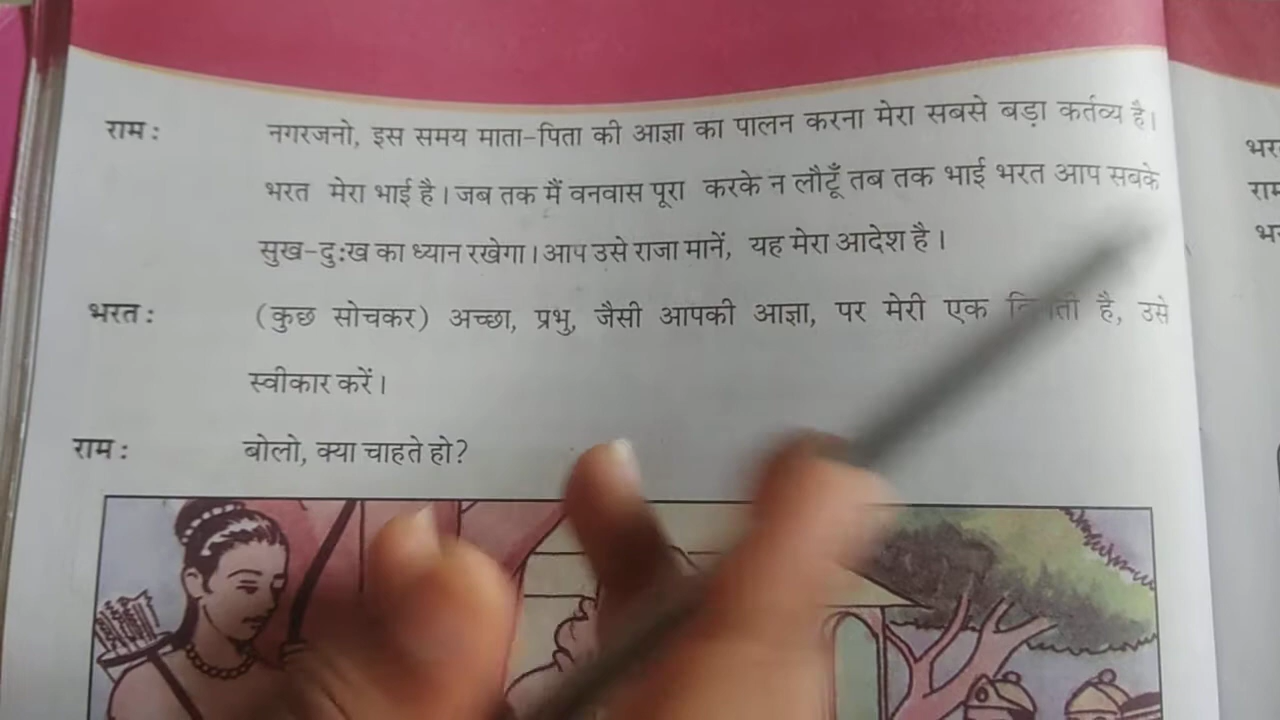 राम : नगरजनो, इस समय माता-पिता की आज्ञा का पालन करना मेरा सबसे बड़ा कर्तव्य है।
भरत मेरा भाई है। जब तक मैं वनवास पूरा करके न लौटूँ तब तक भाई भरत आप सबके
सुख-दुःख का ध्यान रखेगा। आप उसे राजा मानें, यह मेरा आदेश है।
भरत : (कुछ सोचकर) अच्छा, प्रभु, जैसी आपकी आज्ञा, पर मेरी एक है, उसे
स्वीकार करें।
राम : बोलो, क्या चाहते हो?